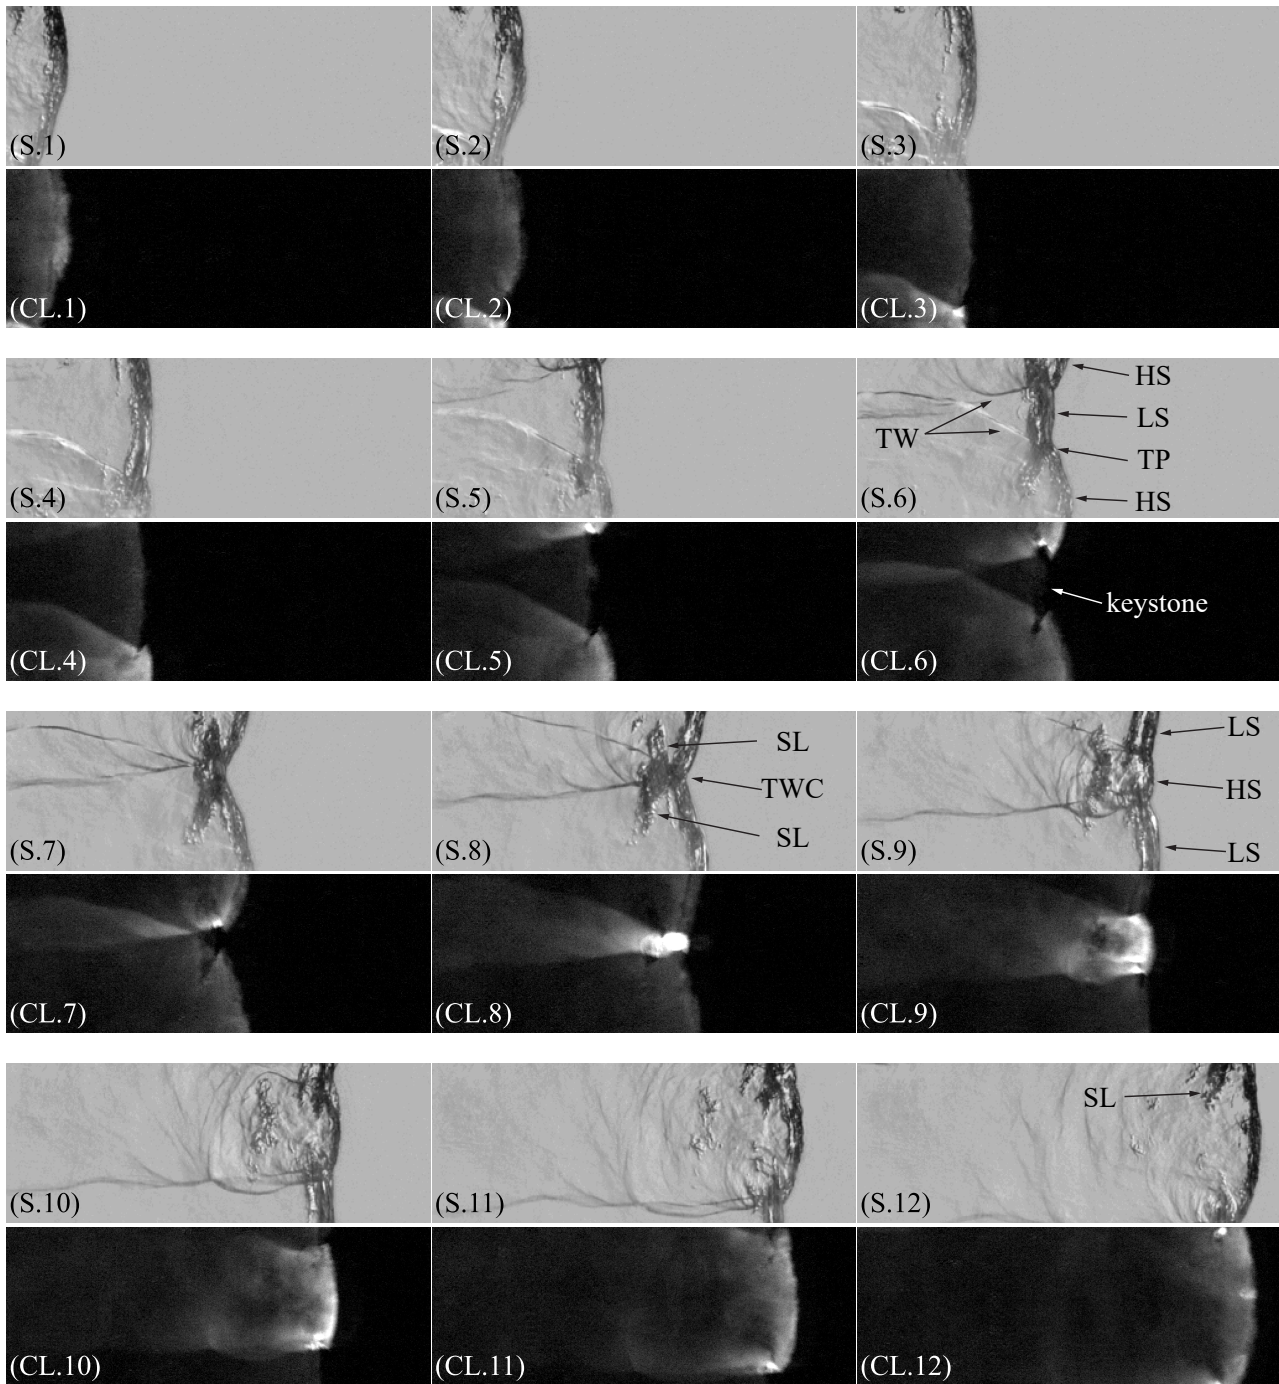 (S.1)
(S.2)
(S.3)
(CL.1)
(CL.2)
(CL.3)
(S.4)
(S.5)
HS
LS
TW
TP
(S.6)
HS
(CL.4)
(CL.5)
keystone
(CL.6)
(S.7)
SL
TWC
SL
(S.8)
LS
HS
LS
(S.9)
(CL.7)
(CL.8)
(CL.9)
(S.10)
(S.11)
SL
(S.12)
(CL.10)
(CL.11)
(CL.12)